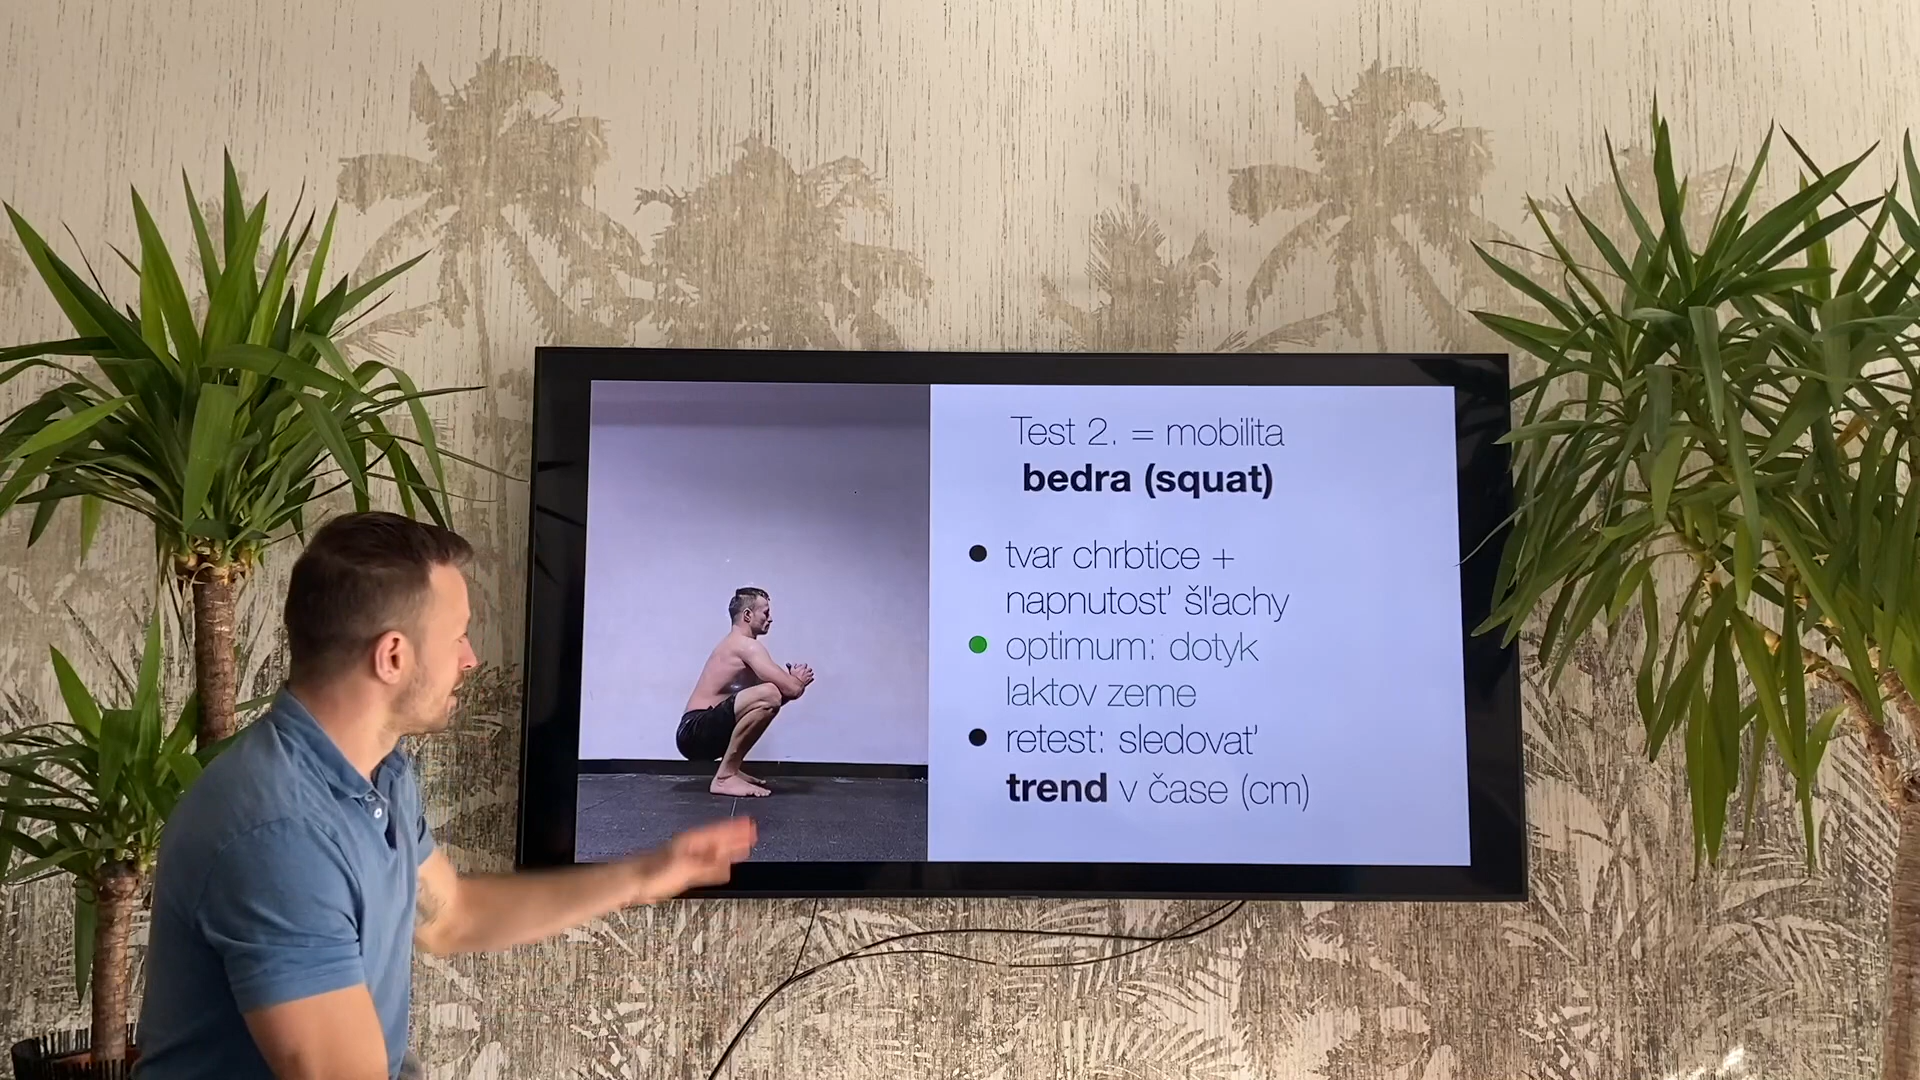 Test 2. = mobilita
bedra (squat)
tvar chrbtice +
napnutosť šľachy
optimum: dotyk
laktov zeme
retest: sledovať
trend v čase (cm)